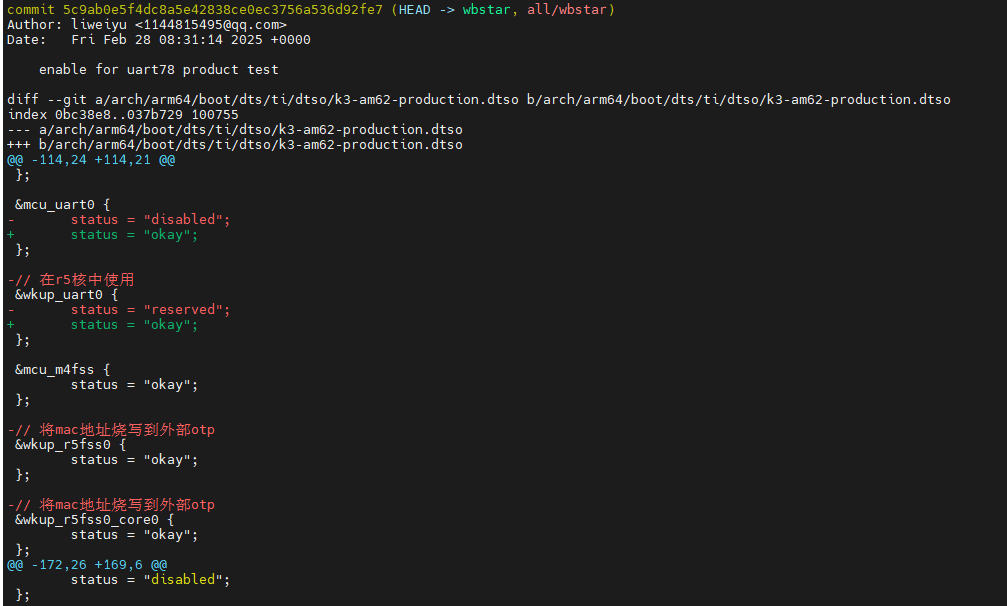 commit 5c9ab0e5f4dc8a5e42838ce0ec3756a536d92fe7 (HEAD -> wbstar, all/wbstar)
Author: liweiyu <1144815495@qq.com>
Date:   Fri Feb 28 08:31:14 2025 +0000
    enable for uart78 product test
diff --git a/arch/arm64/boot/dts/ti/dtso/k3-am62-production.dtso b/arch/arm64/boot/dts/ti/dtso/k3-am62-production.dtso
index 0bc38e8..037b729 100755
--- a/arch/arm64/boot/dts/ti/dtso/k3-am62-production.dtso
+++ b/arch/arm64/boot/dts/ti/dtso/k3-am62-production.dtso
@@ -114,24 +114,21 @@
 };
 &mcu_uart0 {
-       status = "disabled";
+       status = "okay";
 };
-// 在r5核中使用
 &wkup_uart0 {
-       status = "reserved";
+       status = "okay";
 };
 &mcu_m4fss {
        status = "okay";
 };
-// 将mac地址烧写到外部otp
 &wkup_r5fss0 {
        status = "okay";
 };
-// 将mac地址烧写到外部otp
 &wkup_r5fss0_core0 {
        status = "okay";
 };
@@ -172,26 +169,6 @@
        status = "disabled";
 };